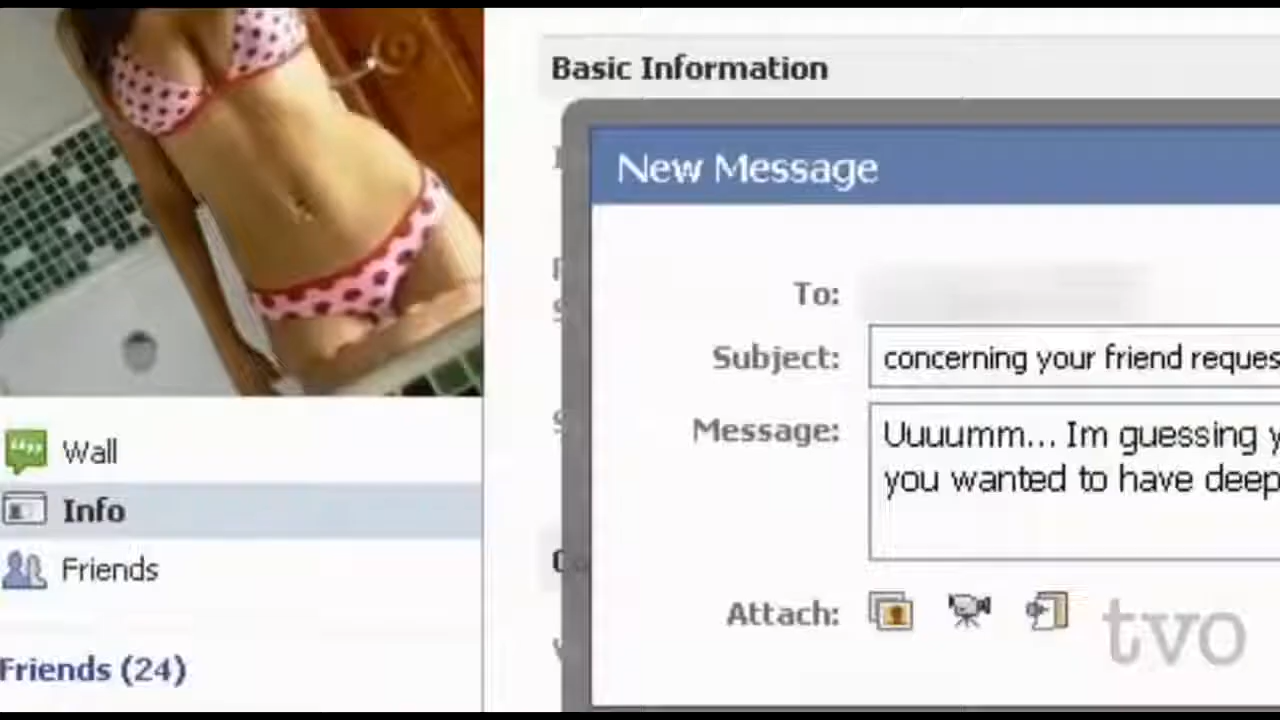 Basic Information
New Message
To:
Subject: concerning your friend reques
Message: Uuuumm... Im guessing y
you wanted to have deep
Attach:
Wall
Info
Friends
Friends (24)
tvo